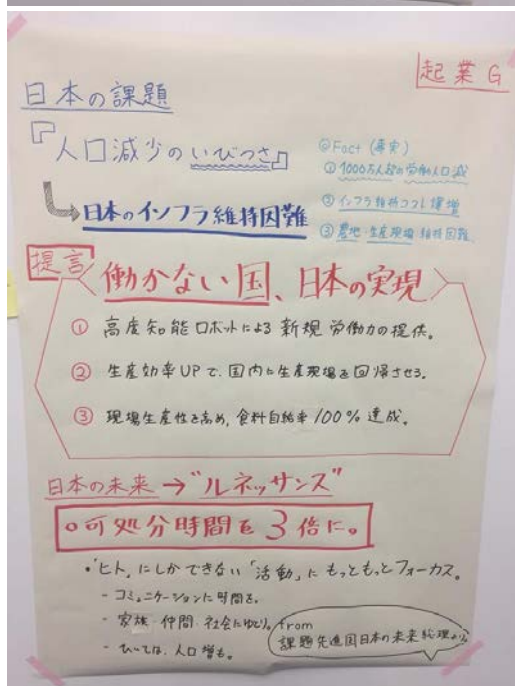 起業G
日本の課題
『人口減少のいびつさ』
◎Fact (事実)
① 1000万人超の労働人口減
② インフラ維持コスト増
③ 農地・生産現場 維持困難
日本のインフラ維持困難
提言
働かない国、日本の実現
① 高度知能ロボットによる 新規 労働力の提供。
② 生産効率UPで、国内に生産現場を回帰させる。
③ 現場生産性を高め、食料自給率100%達成。
日本の未来→"ルネッサンス"
○可処分時間を3倍に。
・"ヒト"にしかできない「活動」にもっともっとフォーカス。
- コミュニケーションに時間を。
- 家族・仲間・社会にゆとり。
- ひいては、人口増も。
from
課題先進国日本の未来総理より